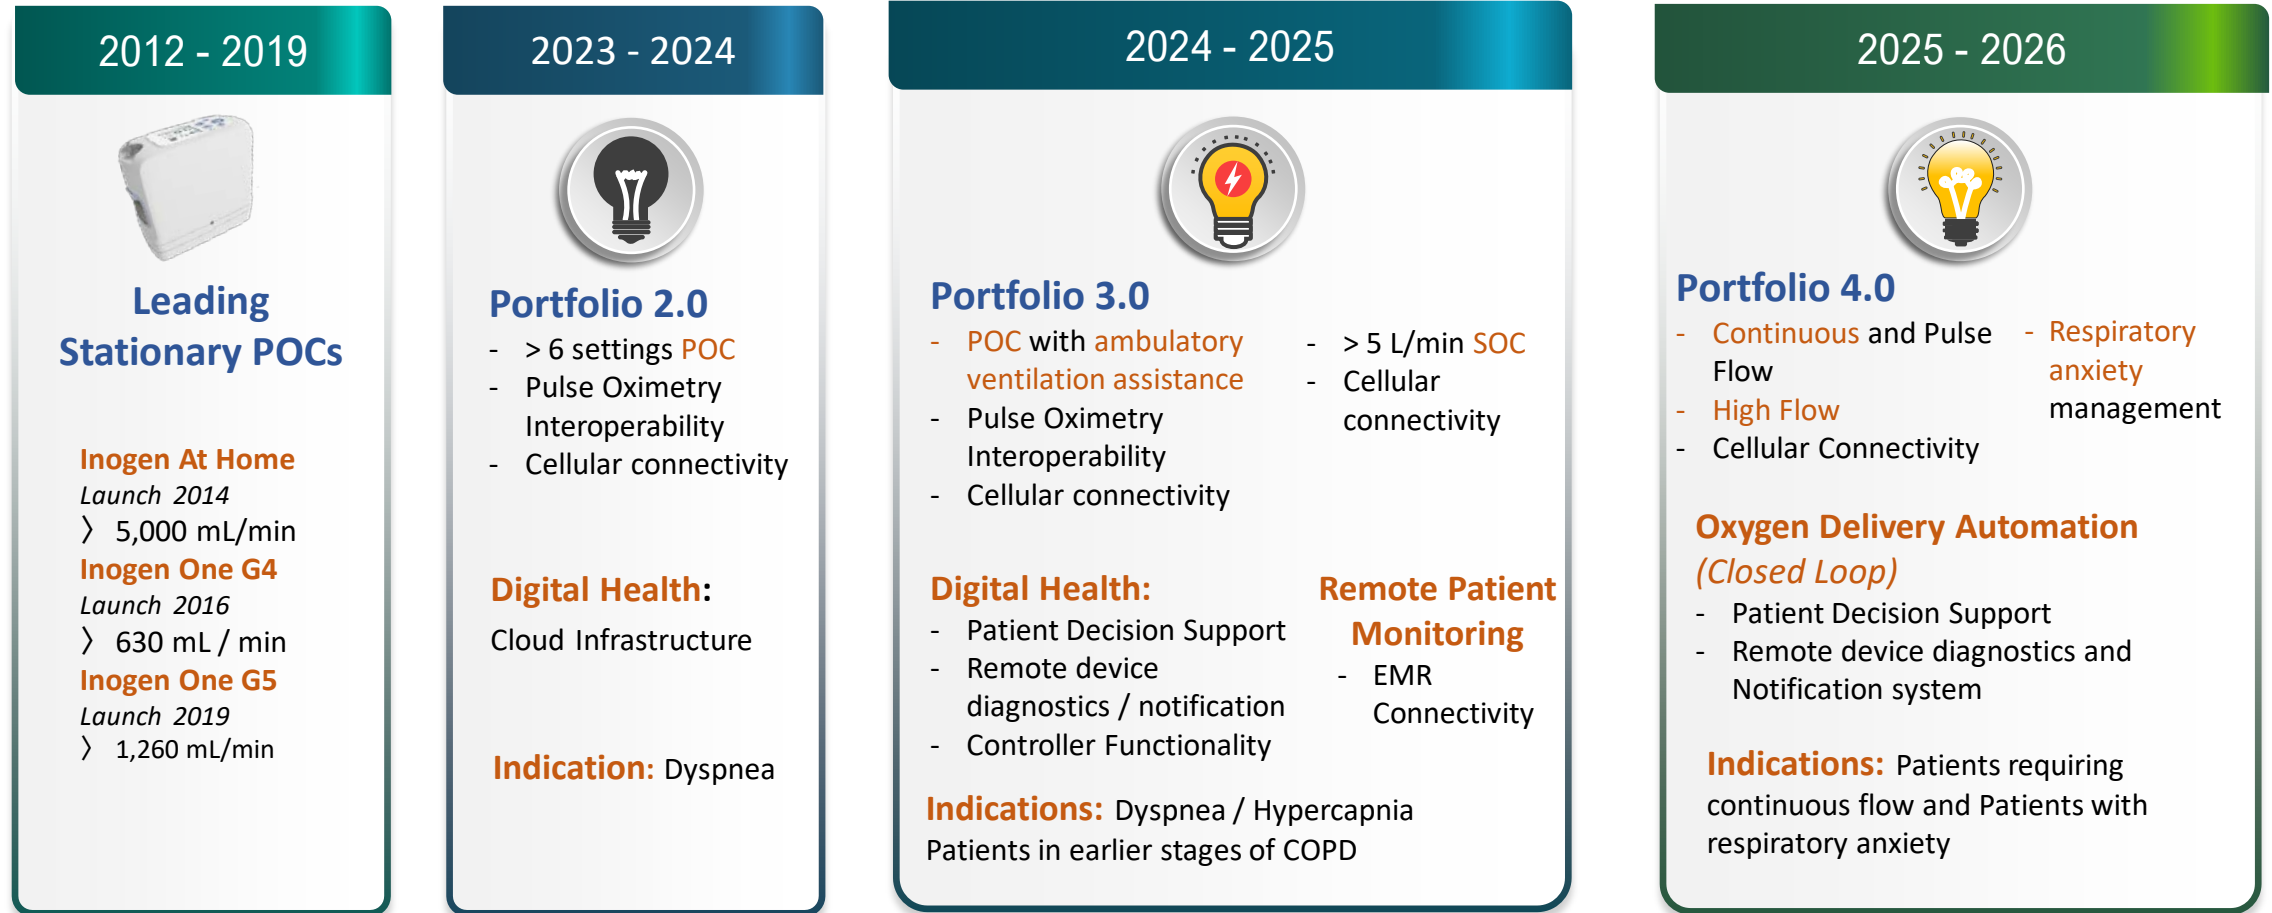 2012 - 2019
Leading
Stationary POCs
Inogen At Home
Launch 2014
〉 5,000 mL/min
Inogen One G4
Launch 2016
〉 630 mL / min
Inogen One G5
Launch 2019
〉 1,260 mL/min
2023 - 2024
Portfolio 2.0
- > 6 settings POC
- Pulse Oximetry
Interoperability
- Cellular connectivity
Digital Health:
Cloud Infrastructure
Indication: Dyspnea
2024 - 2025
Portfolio 3.0
- POC with ambulatory
ventilation assistance
- Pulse Oximetry
Interoperability
- Cellular connectivity
- > 5 L/min SOC
- Cellular
connectivity
Digital Health:
- Patient Decision Support
- Remote device
diagnostics / notification
- Controller Functionality
Remote Patient
Monitoring
- EMR
Connectivity
Indications: Dyspnea / Hypercapnia
Patients in earlier stages of COPD
2025 - 2026
Portfolio 4.0
- Continuous and Pulse
Flow
- High Flow
- Cellular Connectivity
- Respiratory
anxiety
management
Oxygen Delivery Automation
(Closed Loop)
- Patient Decision Support
- Remote device diagnostics and
Notification system
Indications: Patients requiring
continuous flow and Patients with
respiratory anxiety